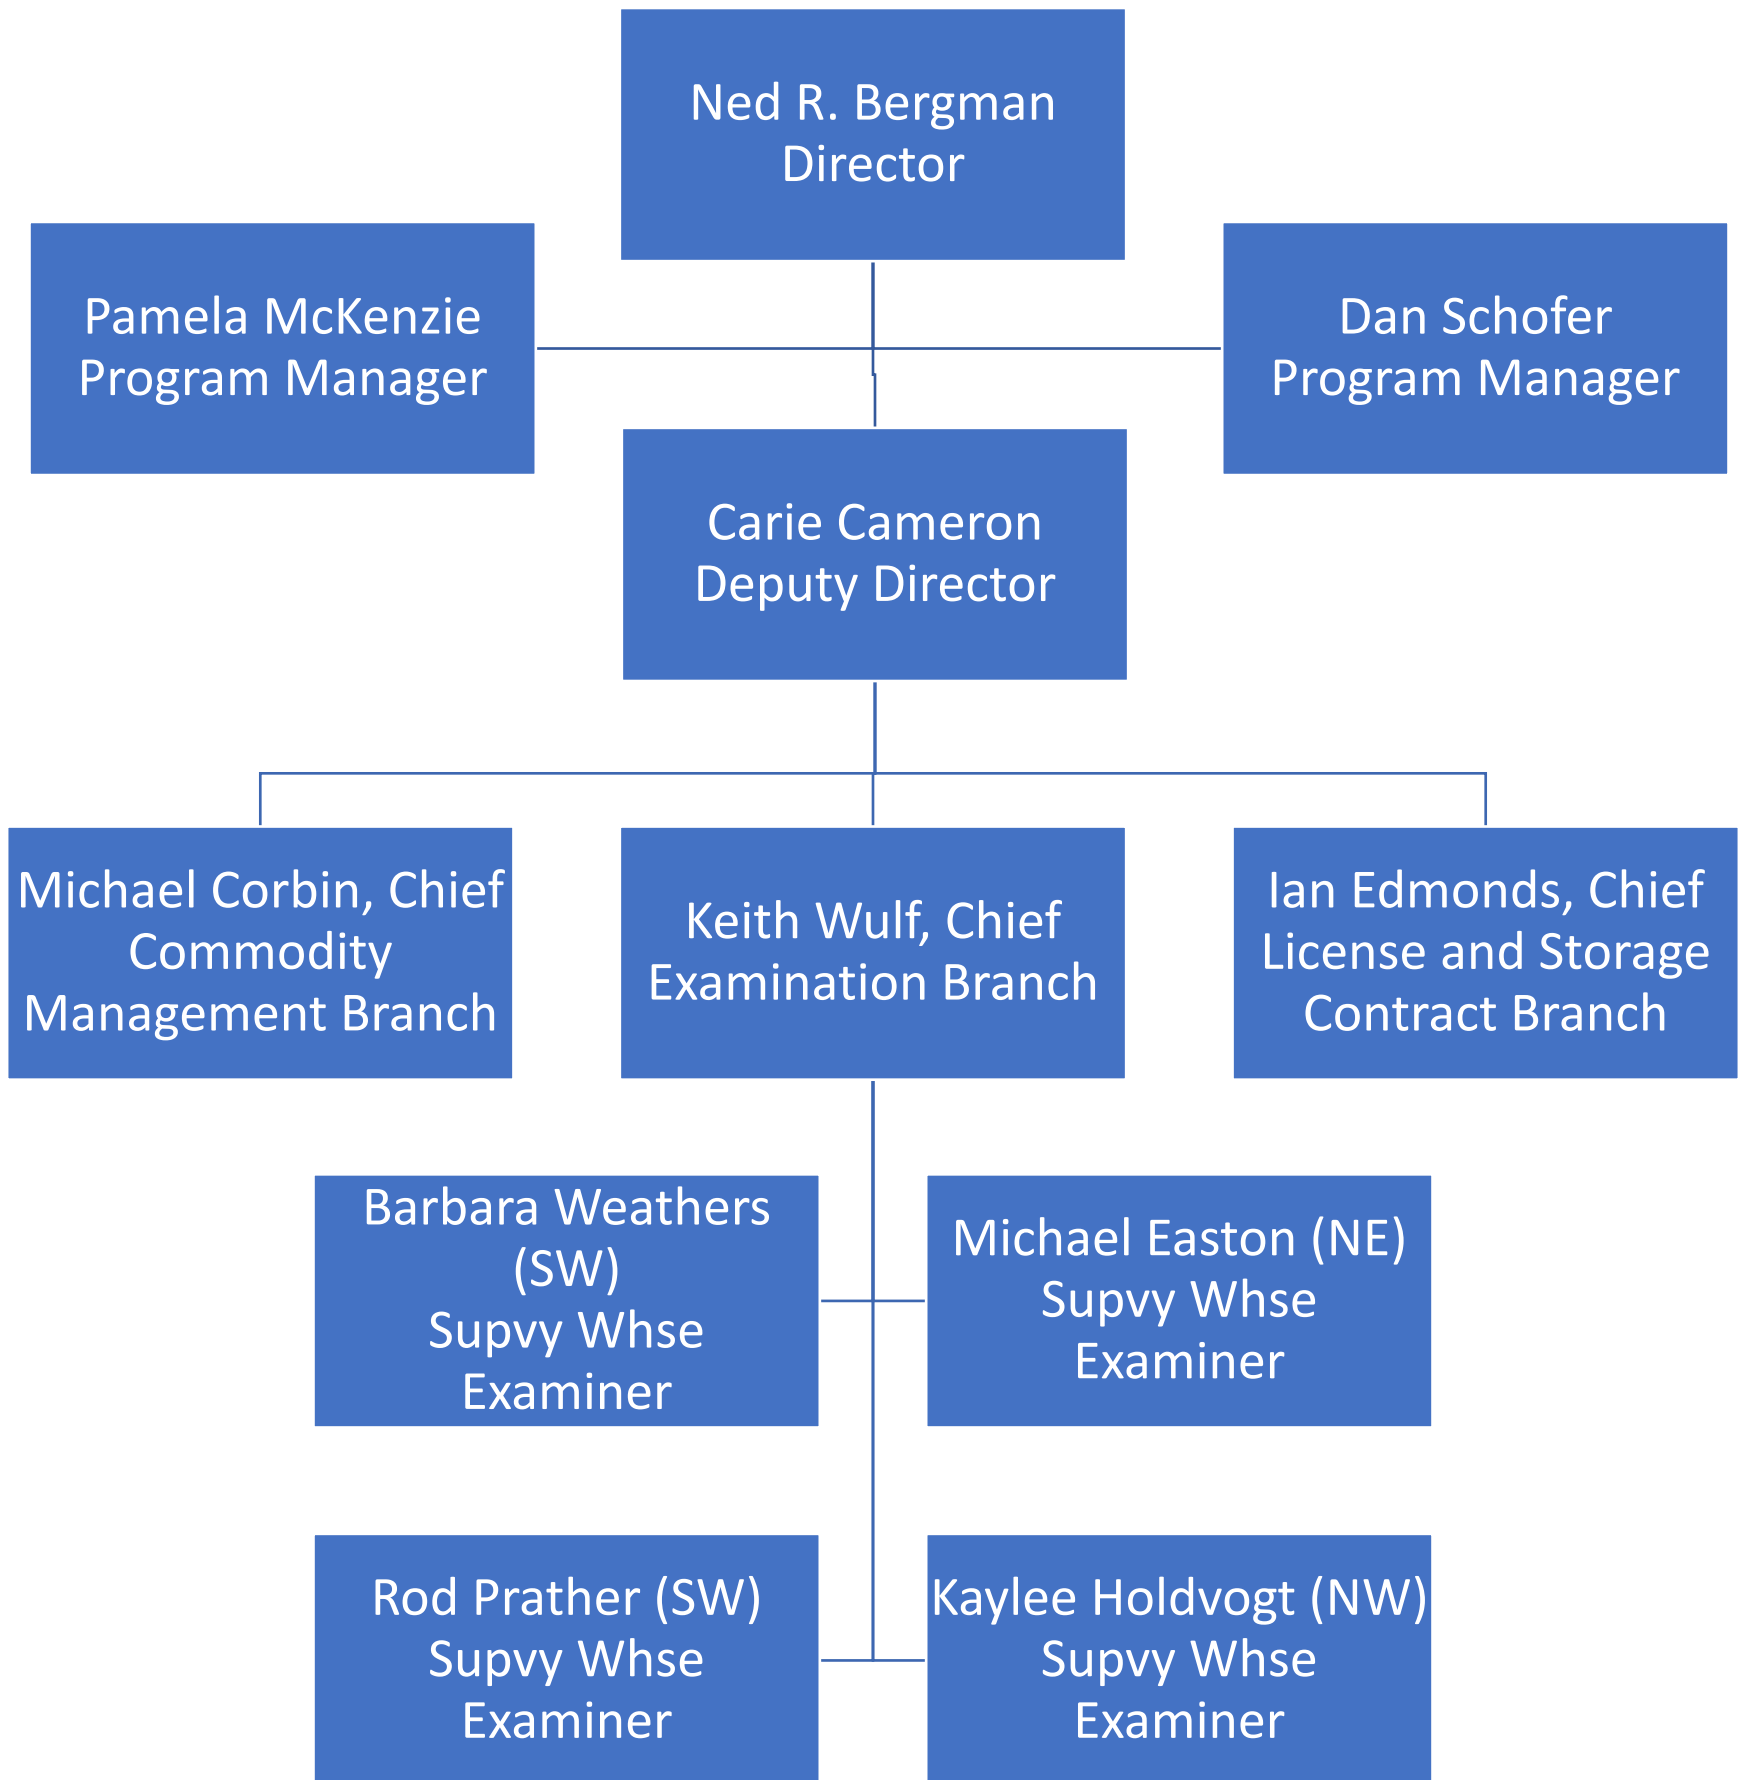 Ned R. Bergman
Director
Pamela McKenzie
Program Manager
Dan Schofer
Program Manager
Carie Cameron
Deputy Director
Michael Corbin, Chief
Commodity
Management Branch
Keith Wulf, Chief
Examination Branch
Ian Edmonds, Chief
License and Storage
Contract Branch
Barbara Weathers
(SW)
Supvy Whse
Examiner
Michael Easton (NE)
Supvy Whse
Examiner
Rod Prather (SW)
Supvy Whse
Examiner
Kaylee Holdvogt (NW)
Supvy Whse
Examiner